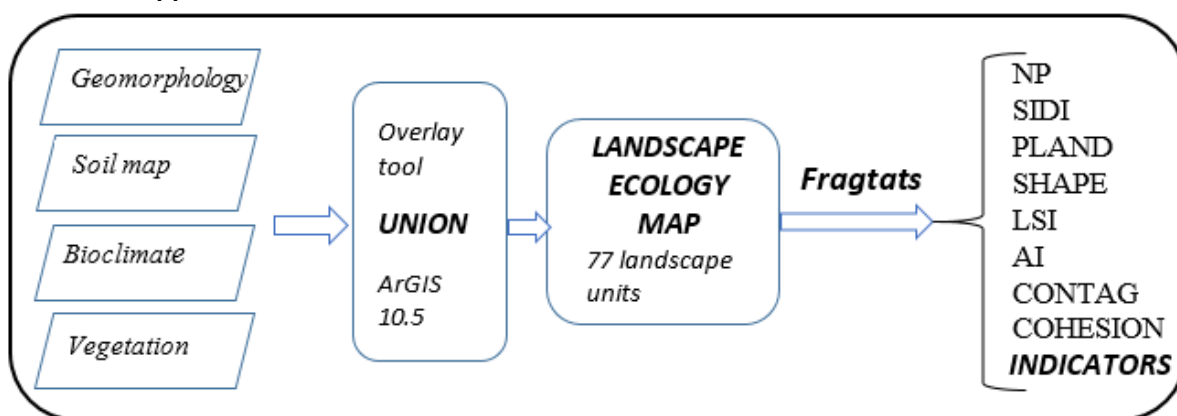 Geomorphology
Soil map
Bioclimate
Vegetation
Overlay
tool
UNION
ArGIS
10.5
LANDSCAPE
ECOLOGY
MAP
77 landscape
units
Fragtats
NP
SIDI
PLAND
SHAPE
LSI
AI
CONTAG
COHESION
INDICATORS